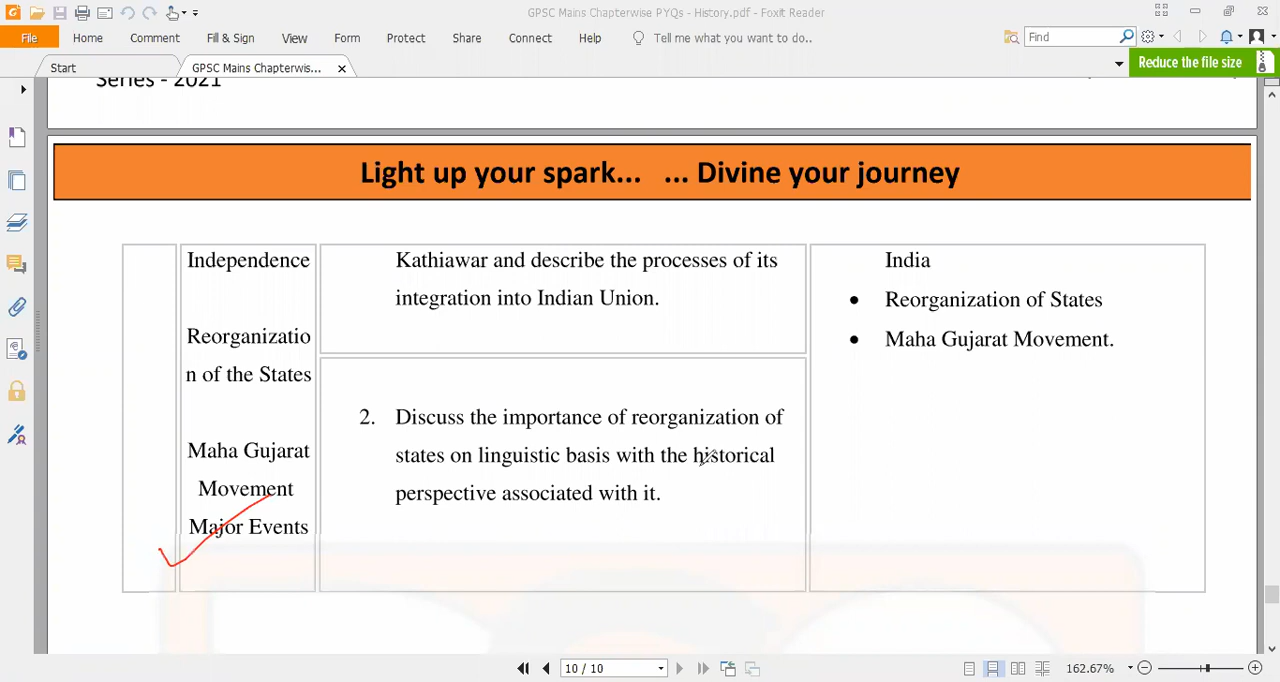 GPSC Mains Chapterwise PYQs - History.pdf - Foxit Reader
File Home Comment Fill & Sign View Form Protect Share Connect Help Tell me what you want to do.. Find
Start GPSC Mains Chapterwis... Reduce the file size
Series - 2021
Light up your spark... ... Divine your journey
Independence
Reorganizatio
n of the States
Maha Gujarat
Movement
Major Events
Kathiawar and describe the processes of its
integration into Indian Union.
2. Discuss the importance of reorganization of
states on linguistic basis with the historical
perspective associated with it.
India
• Reorganization of States
• Maha Gujarat Movement.
10 / 10 162.67%